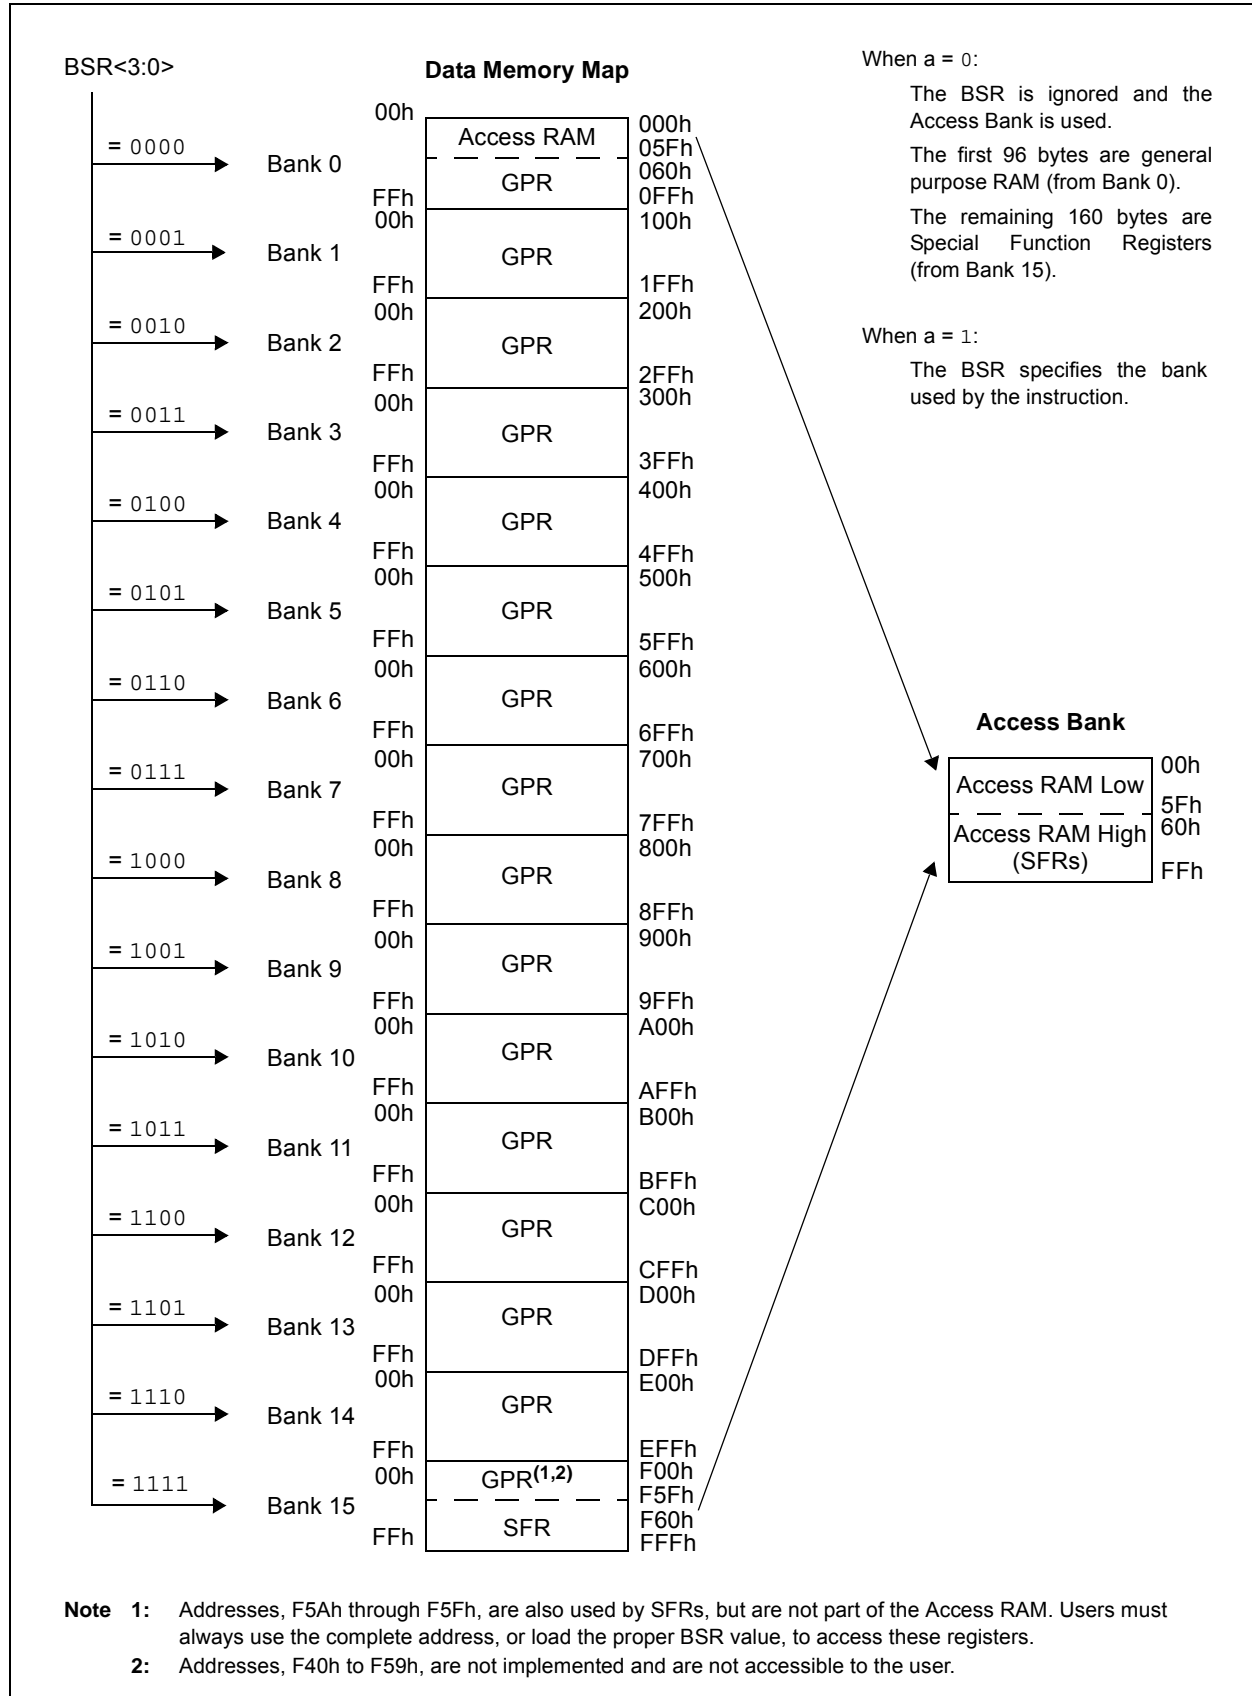 BSR<3:0>
Data Memory Map
When a = 0:
The BSR is ignored and the
Access Bank is used.
The first 96 bytes are general
purpose RAM (from Bank 0).
The remaining 160 bytes are
Special Function Registers
(from Bank 15).
When a = 1:
The BSR specifies the bank
used by the instruction.
00h
Access RAM
000h
= 0000
Bank 0
05Fh
060h
GPR
FFh
0FFh
00h
100h
= 0001
Bank 1
GPR
FFh
1FFh
00h
200h
= 0010
Bank 2
GPR
FFh
2FFh
00h
300h
= 0011
Bank 3
GPR
FFh
3FFh
00h
400h
= 0100
Bank 4
GPR
FFh
4FFh
00h
500h
= 0101
Bank 5
GPR
FFh
5FFh
00h
600h
= 0110
Bank 6
GPR
FFh
6FFh
00h
700h
= 0111
Bank 7
GPR
FFh
7FFh
00h
800h
= 1000
Bank 8
GPR
FFh
8FFh
00h
900h
= 1001
Bank 9
GPR
FFh
9FFh
00h
A00h
= 1010
Bank 10
GPR
FFh
AFFh
00h
B00h
= 1011
Bank 11
GPR
FFh
BFFh
00h
C00h
= 1100
Bank 12
GPR
FFh
CFFh
00h
D00h
= 1101
Bank 13
GPR
FFh
DFFh
00h
E00h
= 1110
Bank 14
GPR
FFh
EFFh
00h
F00h
= 1111
Bank 15
GPR(1,2)
F5Fh
F60h
SFR
FFh
FFFh
Access Bank
Access RAM Low
00h
5Fh
Access RAM High
(SFRs)
60h
FFh
Note 1: Addresses, F5Ah through F5Fh, are also used by SFRs, but are not part of the Access RAM. Users must
always use the complete address, or load the proper BSR value, to access these registers.
2: Addresses, F40h to F59h, are not implemented and are not accessible to the user.